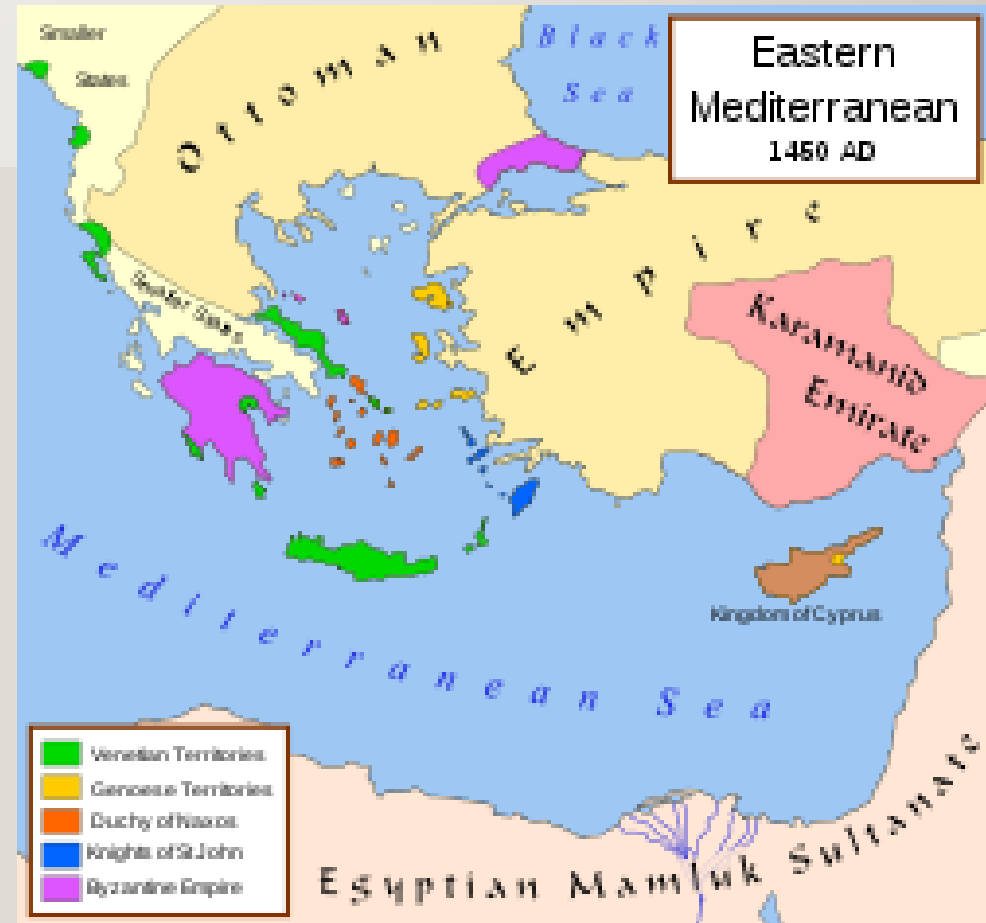 Smaller
States
Ottoman
Black
Sea
Eastern
Mediterranean
1450 AD
Empire
Smaller States
Karamanid
Emirate
Mediterranean Sea
Kingdom of Cyprus
Venetian Territories
Genoese Territories
Duchy of Naxos
Knights of St.John
Byzantine Empire
Egyptian Mamluk Sultanate